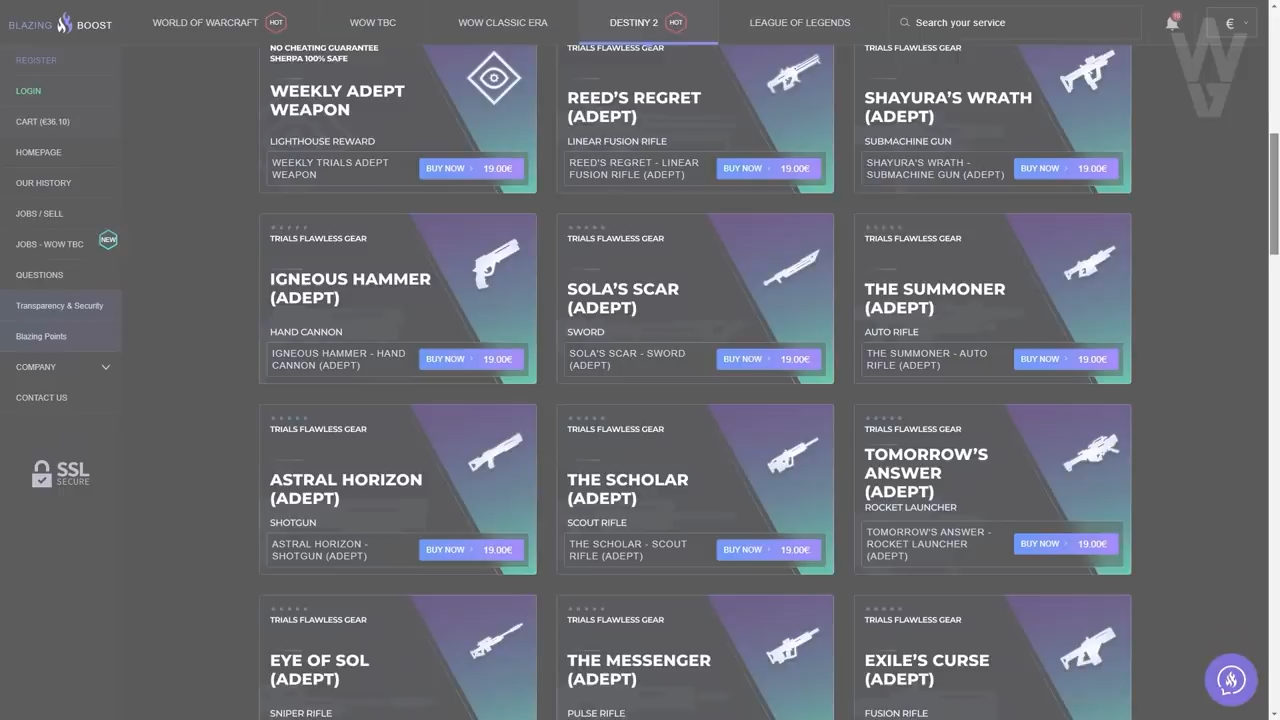 BLAZING BOOST
WORLD OF WARCRAFT HOT
WOW TBC
WOW CLASSIC ERA
DESTINY 2 HOT
LEAGUE OF LEGENDS
Search your service
€
REGISTER
LOGIN
CART (€36.10)
HOMEPAGE
OUR HISTORY
JOBS / SELL
JOBS - WOW TBC NEW
QUESTIONS
Transparency & Security
Blazing Points
COMPANY
CONTACT US
SSL
SECURE
NO CHEATING GUARANTEE
SHERPA 100% SAFE
WEEKLY ADEPT
WEAPON
LIGHTHOUSE REWARD
WEEKLY TRIALS ADEPT
WEAPON
BUY NOW 19.00€
TRIALS FLAWLESS GEAR
REED'S REGRET
(ADEPT)
LINEAR FUSION RIFLE
REED'S REGRET - LINEAR
FUSION RIFLE (ADEPT)
BUY NOW 19.00€
TRIALS FLAWLESS GEAR
SHAYURA'S WRATH
(ADEPT)
SUBMACHINE GUN
SHAYURA'S WRATH -
SUBMACHINE GUN (ADEPT)
BUY NOW 19.00€
TRIALS FLAWLESS GEAR
IGNEOUS HAMMER
(ADEPT)
HAND CANNON
IGNEOUS HAMMER - HAND
CANNON (ADEPT)
BUY NOW 19.00€
TRIALS FLAWLESS GEAR
SOLA'S SCAR
(ADEPT)
SWORD
SOLA'S SCAR - SWORD
(ADEPT)
BUY NOW 19.00€
TRIALS FLAWLESS GEAR
THE SUMMONER
(ADEPT)
AUTO RIFLE
THE SUMMONER - AUTO
RIFLE (ADEPT)
BUY NOW 19.00€
TRIALS FLAWLESS GEAR
ASTRAL HORIZON
(ADEPT)
SHOTGUN
ASTRAL HORIZON -
SHOTGUN (ADEPT)
BUY NOW 19.00€
TRIALS FLAWLESS GEAR
THE SCHOLAR
(ADEPT)
SCOUT RIFLE
THE SCHOLAR - SCOUT
RIFLE (ADEPT)
BUY NOW 19.00€
TRIALS FLAWLESS GEAR
TOMORROW'S
ANSWER
(ADEPT)
ROCKET LAUNCHER
TOMORROW'S ANSWER -
ROCKET LAUNCHER
(ADEPT)
BUY NOW 19.00€
TRIALS FLAWLESS GEAR
EYE OF SOL
(ADEPT)
SNIPER RIFLE
TRIALS FLAWLESS GEAR
THE MESSENGER
(ADEPT)
PULSE RIFLE
TRIALS FLAWLESS GEAR
EXILE'S CURSE
(ADEPT)
FUSION RIFLE